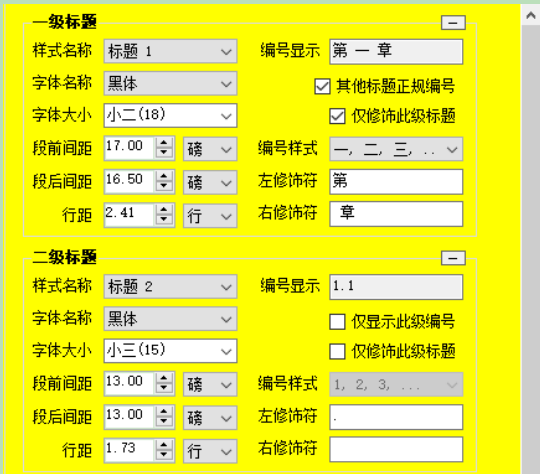 一级标题
样式名称 标题 1 编号显示 第 一 章
字体名称 黑体 其他标题正规编号
字体大小 小二(18) 仅修饰此级标题
段前间距 17.00 磅 编号样式 一, 二, 三, ..
段后间距 16.50 磅 左修饰符 第
行距 2.41 行 右修饰符 章
二级标题
样式名称 标题 2 编号显示 1.1
字体名称 黑体 仅显示此级编号
字体大小 小三(15) 仅修饰此级标题
段前间距 13.00 磅 编号样式 1, 2, 3, ...
段后间距 13.00 磅 左修饰符 .
行距 1.73 行 右修饰符